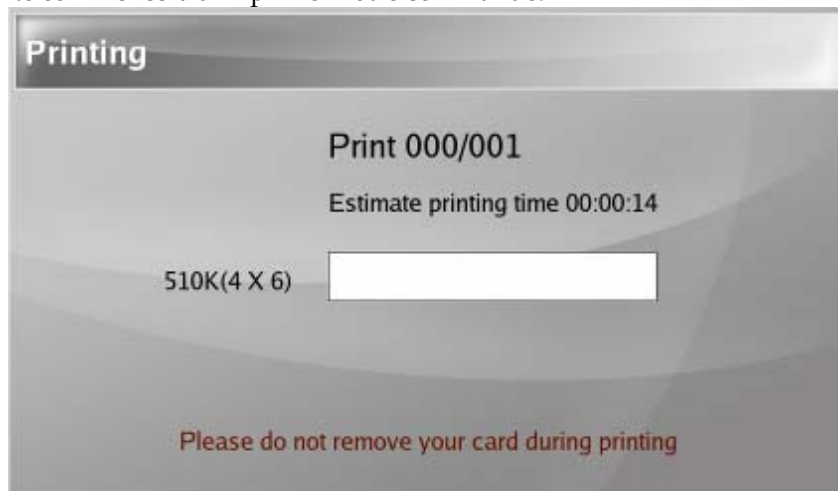 Printing
Print 000/001
Estimate printing time 00:00:14
510K(4 X 6)
Please do not remove your card during printing